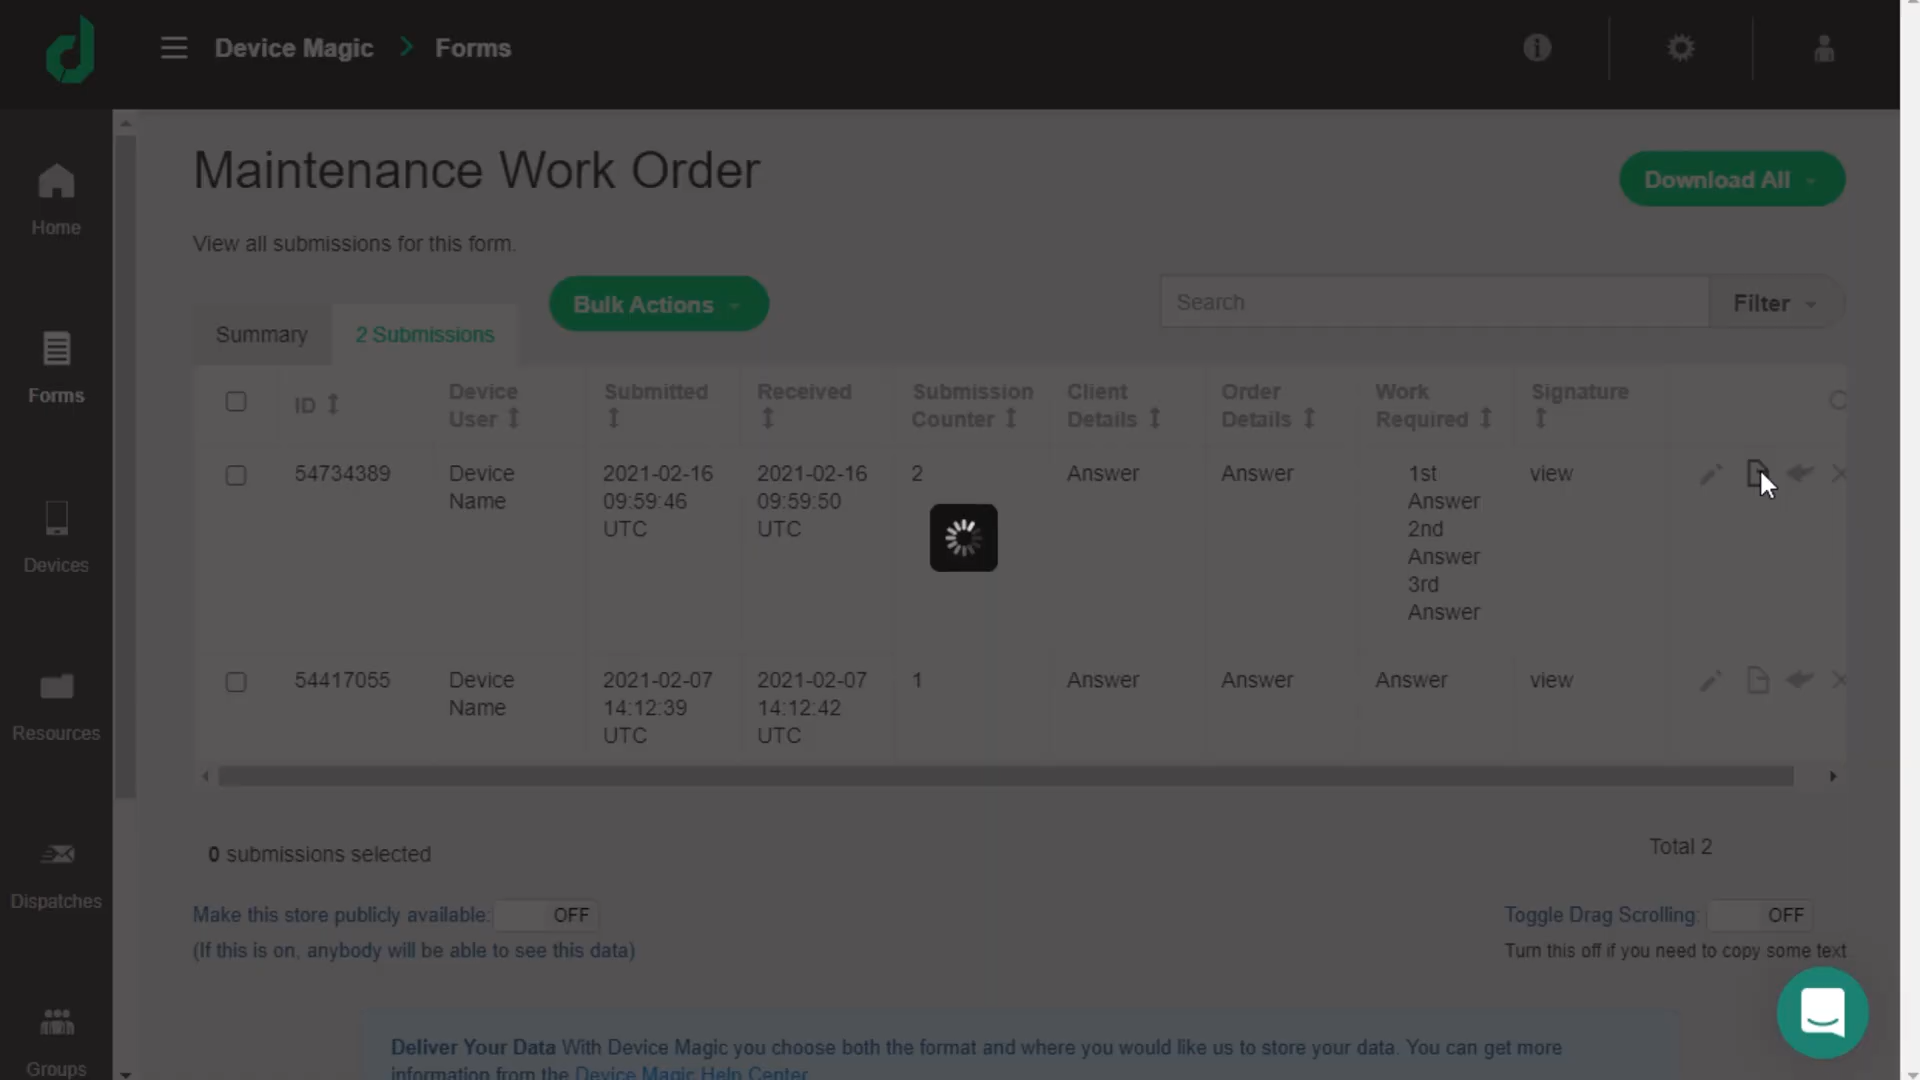 Device Magic > Forms
Maintenance Work Order
Download All
View all submissions for this form.
Bulk Actions
Search
Filter
Summary
2 Submissions
ID
Device User
Submitted
Received
Submission Counter
Client Details
Order Details
Work Required
Signature
54734389
Device
Name
2021-02-16
09:59:46
UTC
2021-02-16
09:59:50
UTC
2
Answer
Answer
1st
Answer
2nd
Answer
3rd
Answer
view
54417055
Device
Name
2021-02-07
14:12:39
UTC
2021-02-07
14:12:42
UTC
1
Answer
Answer
Answer
view
0 submissions selected
Total 2
Make this store publicly available: OFF
(If this is on, anybody will be able to see this data)
Toggle Drag Scrolling: OFF
Turn this off if you need to copy some text
Deliver Your Data With Device Magic you choose both the format and where you would like us to store your data. You can get more
information from the Device Magic Help Center.
Home
Forms
Devices
Resources
Dispatches
Groups